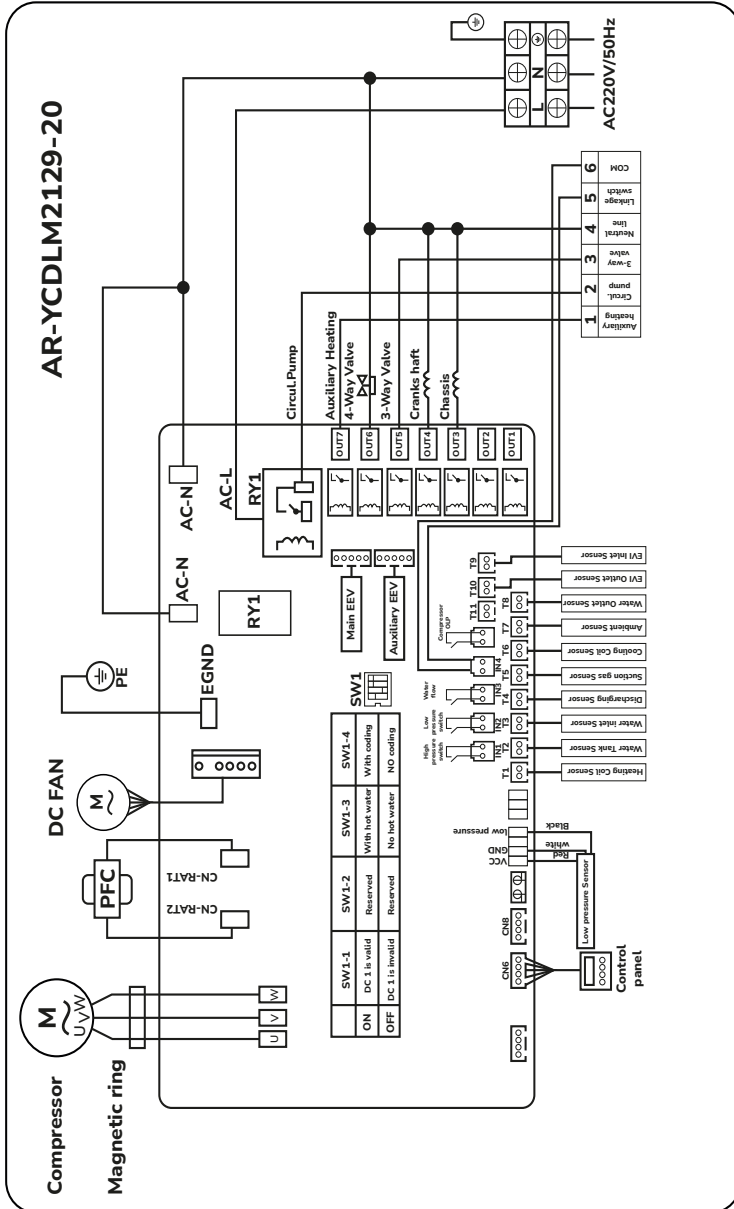 AR-YCDLM2129-20
AC220V/50Hz
L
N
1
2
3
4
5
6
Auxiliary
heating
Circul.
pump
3-way
valve
Neutral
line
Linkage
switch
COM
Compressor
M
U V W
Magnetic ring
U
V
W
PFC
CN-RAT2
CN-RAT1
DC FAN
M
PE
EGND
AC-N
AC-N
AC-L
RY1
RY1
Circul.Pump
Auxiliary Heating
4-Way Valve
3-Way Valve
Cranks haft
Chassis
OUT7
OUT6
OUT5
OUT4
OUT3
OUT2
OUT1
Main EEV
Auxiliary EEV
SW1
SW1-1
SW1-2
SW1-3
SW1-4
ON
DC 1 is valid
Reserved
With hot water
With coding
OFF
DC 1 is invalid
Reserved
No hot water
NO coding
High
pressure
switch
Low
pressure
switch
Water
flow
Compressor
OLP
IN1
IN2
IN3
IN4
T11
T10
T9
T1
T2
T3
T4
T5
T6
T7
T8
Heating Coil Sensor
Water Tank Sensor
Water inlet Sensor
Discharging Sensor
Suction gas Sensor
Cooling Coil Sensor
Ambient Sensor
Water Outlet Sensor
EVI Outlet Sensor
EVI Inlet Sensor
CN6
CN8
VCC
GND
low pressure
Red
white
Black
Low pressure Sensor
Control
panel